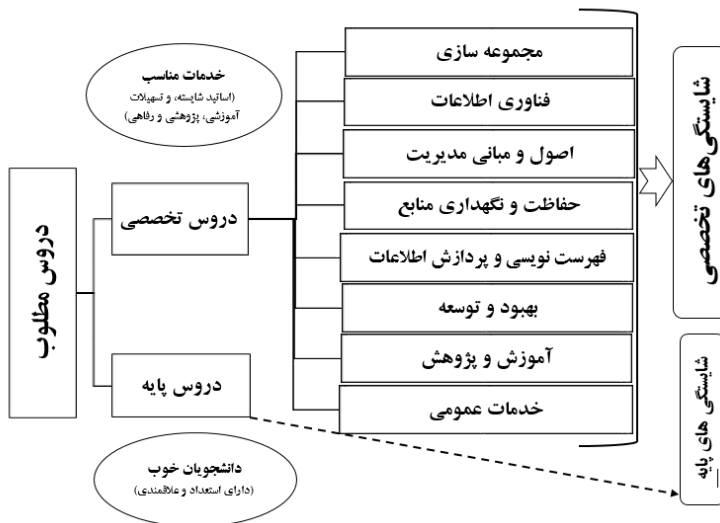 خدمات مناسب
(اساتید شایسته، و تسهیلات
آموزشی، پژوهشی و رفاهی)
مجموعه سازی
فناوری اطلاعات
اصول و مبانی مدیریت
حفاظت و نگهداری منابع
فهرست نویسی و پردازش اطلاعات
بهبود و توسعه
آموزش و پژوهش
خدمات عمومی
شایستگی‌های تخصصی
شایستگی های پایه
دروس تخصصی
دروس پایه
دروس مطلوب
دانشجویان خوب
(دارای استعداد و علاقمندی)